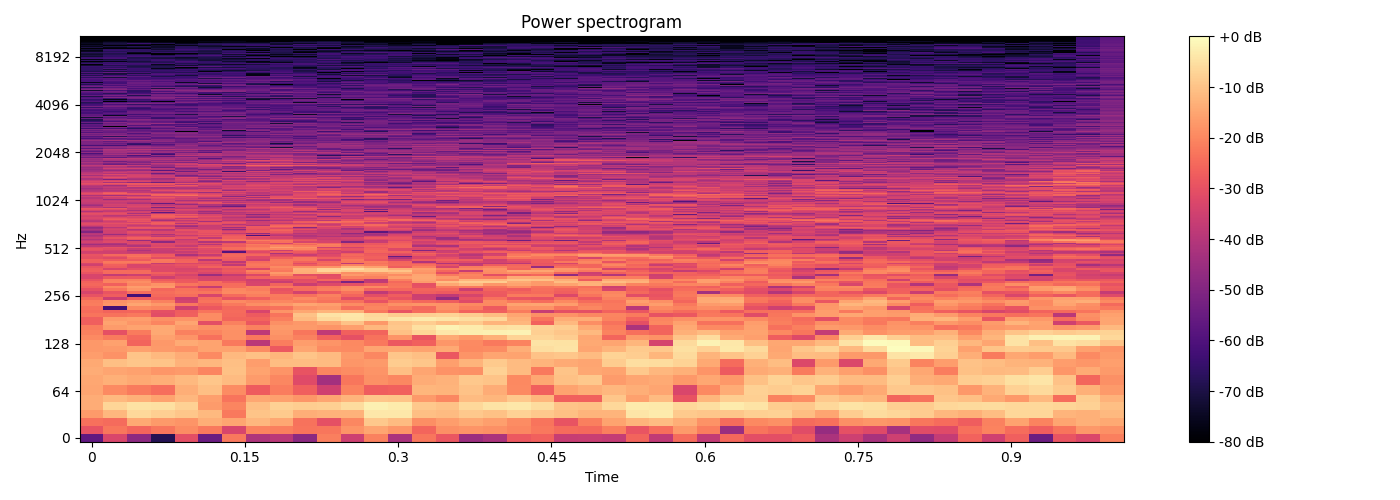 Power spectrogram
Hz
8192
4096
2048
1024
512
256
128
64
0
0 0.15 0.3 0.45 0.6 0.75 0.9
Time
+0 dB
-10 dB
-20 dB
-30 dB
-40 dB
-50 dB
-60 dB
-70 dB
-80 dB